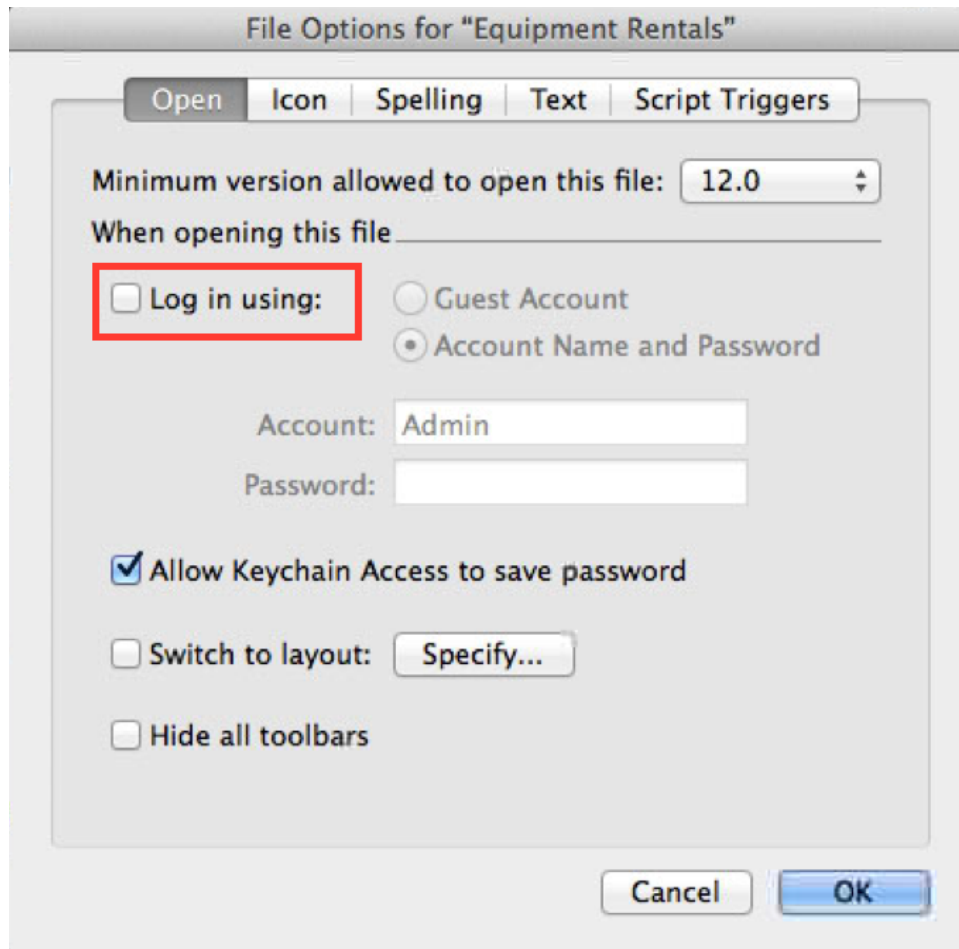 File Options for “Equipment Rentals”
Open Icon Spelling Text Script Triggers
Minimum version allowed to open this file: 12.0
When opening this file
Log in using: Guest Account
Account Name and Password
Account: Admin
Password:
Allow Keychain Access to save password
Switch to layout: Specify...
Hide all toolbars
Cancel OK